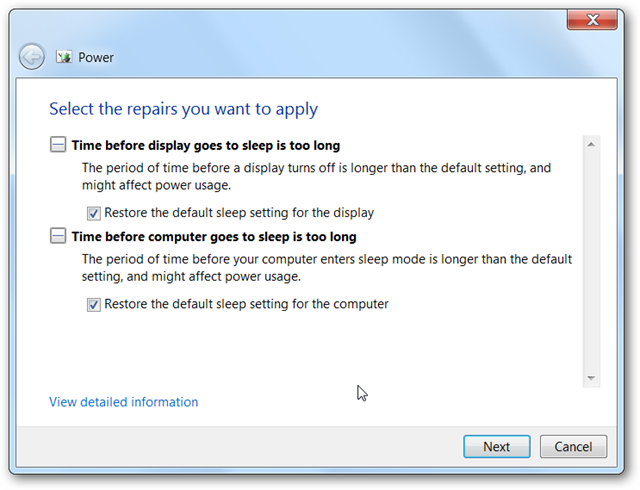 Power
Select the repairs you want to apply
Time before display goes to sleep is too long
The period of time before a display turns off is longer than the default setting, and
might affect power usage.
Restore the default sleep setting for the display
Time before computer goes to sleep is too long
The period of time before your computer enters sleep mode is longer than the default
setting, and might affect power usage.
Restore the default sleep setting for the computer
View detailed information
Next Cancel